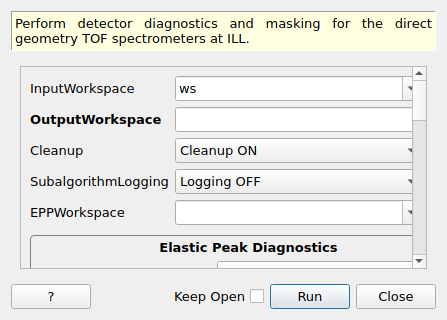 Perform detector diagnostics and masking for the direct
geometry TOF spectrometers at ILL.
InputWorkspace ws
OutputWorkspace
Cleanup Cleanup ON
SubalgorithmLogging Logging OFF
EPPWorkspace
Elastic Peak Diagnostics
? Keep Open Run Close